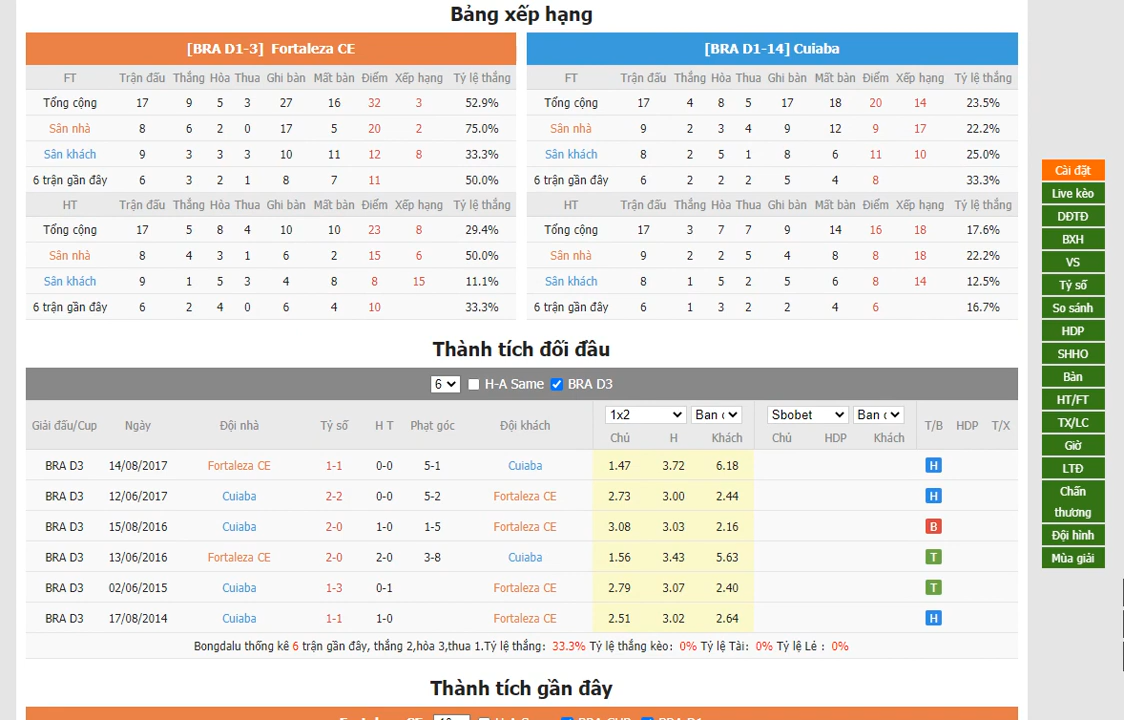 Bảng xếp hạng
[BRA D1-3] Fortaleza CE
[BRA D1-14] Cuiaba
FT Trận đấu Thắng Hòa Thua Ghi bàn Mất bàn Điểm Xếp hạng Tỷ lệ thắng
Tổng cộng 17 9 5 3 27 16 32 3 52.9%
Sân nhà 8 6 2 0 17 5 20 2 75.0%
Sân khách 9 3 3 3 10 11 12 8 33.3%
6 trận gần đây 6 3 2 1 8 7 11 50.0%
HT Trận đấu Thắng Hòa Thua Ghi bàn Mất bàn Điểm Xếp hạng Tỷ lệ thắng
Tổng cộng 17 5 8 4 10 10 23 8 29.4%
Sân nhà 8 4 3 1 6 2 15 6 50.0%
Sân khách 9 1 5 3 4 8 8 15 11.1%
6 trận gần đây 6 2 4 0 6 4 10 33.3%
FT Trận đấu Thắng Hòa Thua Ghi bàn Mất bàn Điểm Xếp hạng Tỷ lệ thắng
Tổng cộng 17 4 8 5 17 18 20 14 23.5%
Sân nhà 9 2 3 4 9 12 9 17 22.2%
Sân khách 8 2 5 1 8 6 11 10 25.0%
6 trận gần đây 6 2 2 2 5 4 8 33.3%
HT Trận đấu Thắng Hòa Thua Ghi bàn Mất bàn Điểm Xếp hạng Tỷ lệ thắng
Tổng cộng 17 3 7 7 9 14 16 18 17.6%
Sân nhà 9 2 2 5 4 8 8 18 22.2%
Sân khách 8 1 5 2 5 6 8 14 12.5%
6 trận gần đây 6 1 3 2 2 4 6 16.7%
Thành tích đối đầu
6 H-A Same BRA D3
Giải đấu/Cup Ngày Đội nhà Tỷ số H T Phạt góc Đội khách 1x2 Ban Sbobet Ban T/B HDP T/X
Chủ H Khách Chủ HDP Khách
BRA D3 14/08/2017 Fortaleza CE 1-1 0-0 5-1 Cuiaba 1.47 3.72 6.18 H
BRA D3 12/06/2017 Cuiaba 2-2 0-0 5-2 Fortaleza CE 2.73 3.00 2.44 H
BRA D3 15/08/2016 Cuiaba 2-0 1-0 1-5 Fortaleza CE 3.08 3.03 2.16 B
BRA D3 13/06/2016 Fortaleza CE 2-0 2-0 3-8 Cuiaba 1.56 3.43 5.63 T
BRA D3 02/06/2015 Cuiaba 1-3 0-1 Fortaleza CE 2.79 3.07 2.40 T
BRA D3 17/08/2014 Cuiaba 1-1 1-0 Fortaleza CE 2.51 3.02 2.64 H
Bongdalu thống kê 6 trận gần đây, thắng 2,hòa 3,thua 1.Tỷ lệ thắng: 33.3% Tỷ lệ thắng kèo: 0% Tỷ lệ Tài: 0% Tỷ lệ Lẻ : 0%
Thành tích gần đây
Cài đặt
Live kèo
DĐTĐ
BXH
VS
Tỷ số
So sánh
HDP
SHHO
Bàn
HT/FT
TX/LC
Giờ
LTĐ
Chấn
thương
Đội hình
Mùa giải